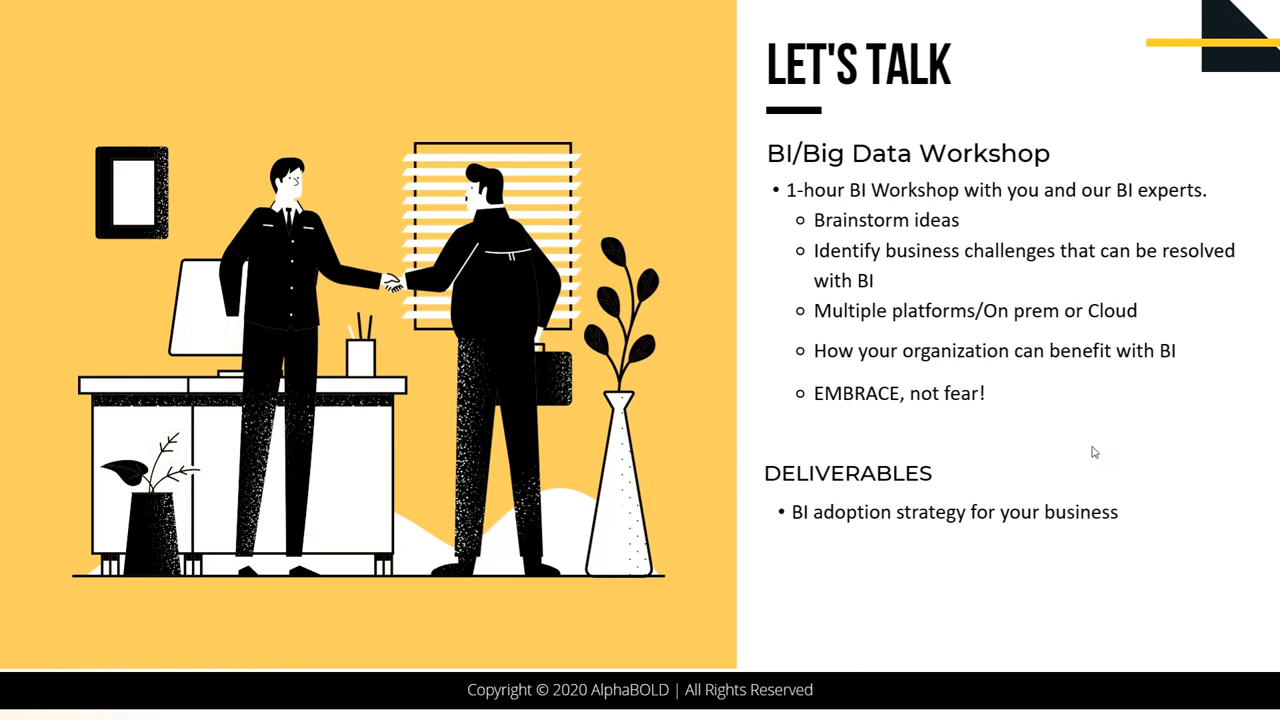 LET'S TALK
BI/Big Data Workshop
• 1-hour BI Workshop with you and our BI experts.
o Brainstorm ideas
o Identify business challenges that can be resolved
with BI
o Multiple platforms/On prem or Cloud
o How your organization can benefit with BI
o EMBRACE, not fear!
DELIVERABLES
• BI adoption strategy for your business
Copyright © 2020 AlphaBOLD | All Rights Reserved